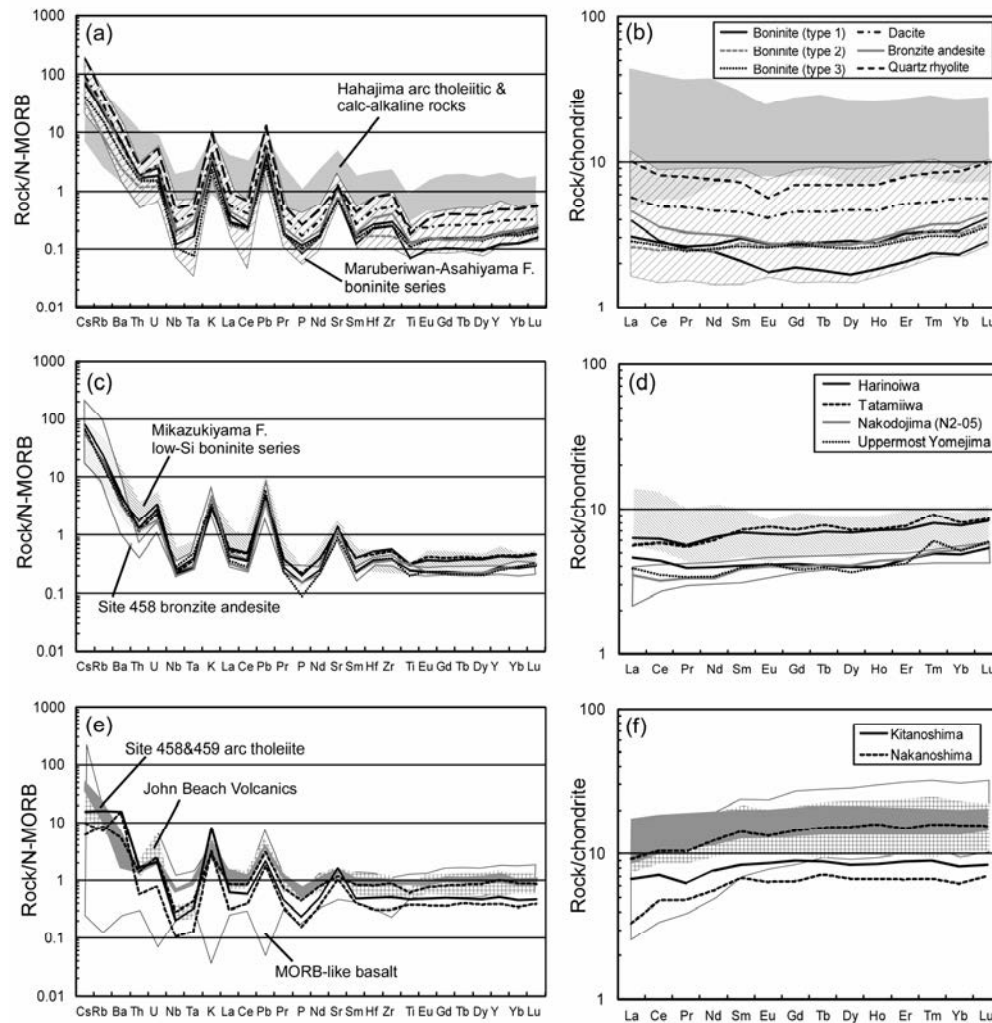 (a)
Rock/N-MORB
1000
100
10
1
0.1
0.01
Hahajima arc tholeiitic &
calc-alkaline rocks
Maruberiwan-Asahiyama F.
boninite series
Cs Rb Ba Th U Nb Ta K La Ce Pb Pr P Nd Sr Sm Hf Zr Ti Eu Gd Tb Dy Y Yb Lu
(b)
Rock/chondrite
100
10
1
Boninite (type 1)
Boninite (type 2)
Boninite (type 3)
Dacite
Bronzite andesite
Quartz rhyolite
La Ce Pr Nd Sm Eu Gd Tb Dy Ho Er Tm Yb Lu
(c)
Rock/N-MORB
1000
100
10
1
0.1
0.01
Mikazukiyama F.
low-Si boninite series
Site 458 bronzite andesite
Cs Rb Ba Th U Nb Ta K La Ce Pb Pr P Nd Sr Sm Hf Zr Ti Eu Gd Tb Dy Y Yb Lu
(d)
Rock/chondrite
100
10
1
Harinoiwa
Tatamiiwa
Nakodojima (N2-05)
Uppermost Yomejima
La Ce Pr Nd Sm Eu Gd Tb Dy Ho Er Tm Yb Lu
(e)
Rock/N-MORB
1000
100
10
1
0.1
0.01
Site 458&459 arc tholeiite
John Beach Volcanics
MORB-like basalt
Cs Rb Ba Th U Nb Ta K La Ce Pb Pr P Nd Sr Sm Hf Zr Ti Eu Gd Tb Dy Y Yb Lu
(f)
Rock/chondrite
100
10
1
Kitanoshima
Nakanoshima
La Ce Pr Nd Sm Eu Gd Tb Dy Ho Er Tm Yb Lu